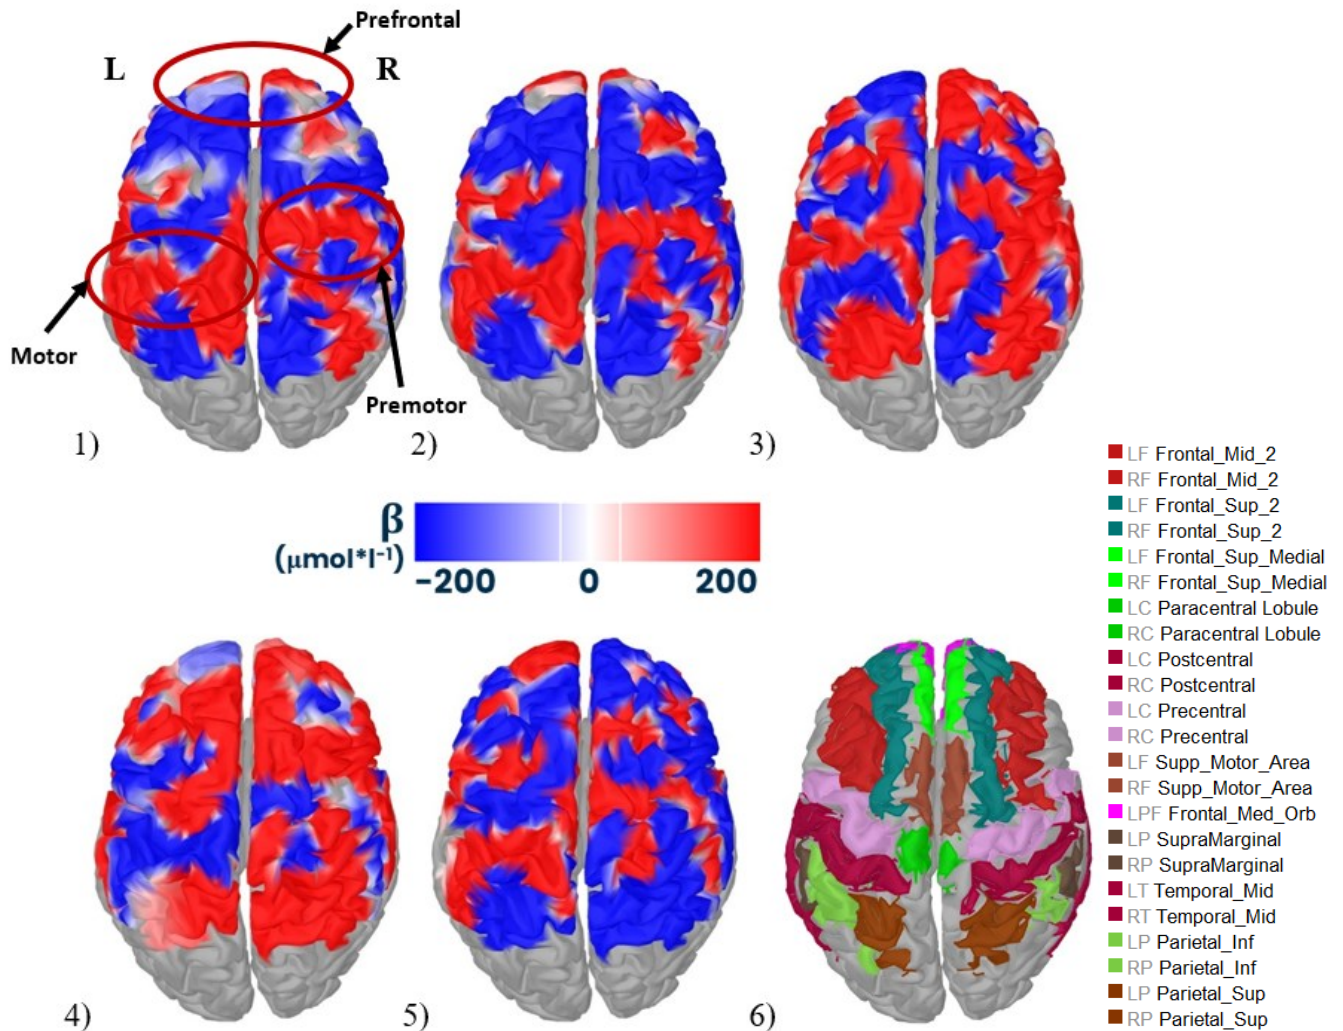 Prefrontal
L
R
Motor
Premotor
1)
2)
3)
β
(μmol*l⁻¹)
−200
0
200
4)
5)
6)
LF Frontal_Mid_2
RF Frontal_Mid_2
LF Frontal_Sup_2
RF Frontal_Sup_2
LF Frontal_Sup_Medial
RF Frontal_Sup_Medial
LC Paracentral Lobule
RC Paracentral Lobule
LC Postcentral
RC Postcentral
LC Precentral
RC Precentral
LF Supp_Motor_Area
RF Supp_Motor_Area
LPF Frontal_Med_Orb
LP SupraMarginal
RP SupraMarginal
LT Temporal_Mid
RT Temporal_Mid
LP Parietal_Inf
RP Parietal_Inf
LP Parietal_Sup
RP Parietal_Sup